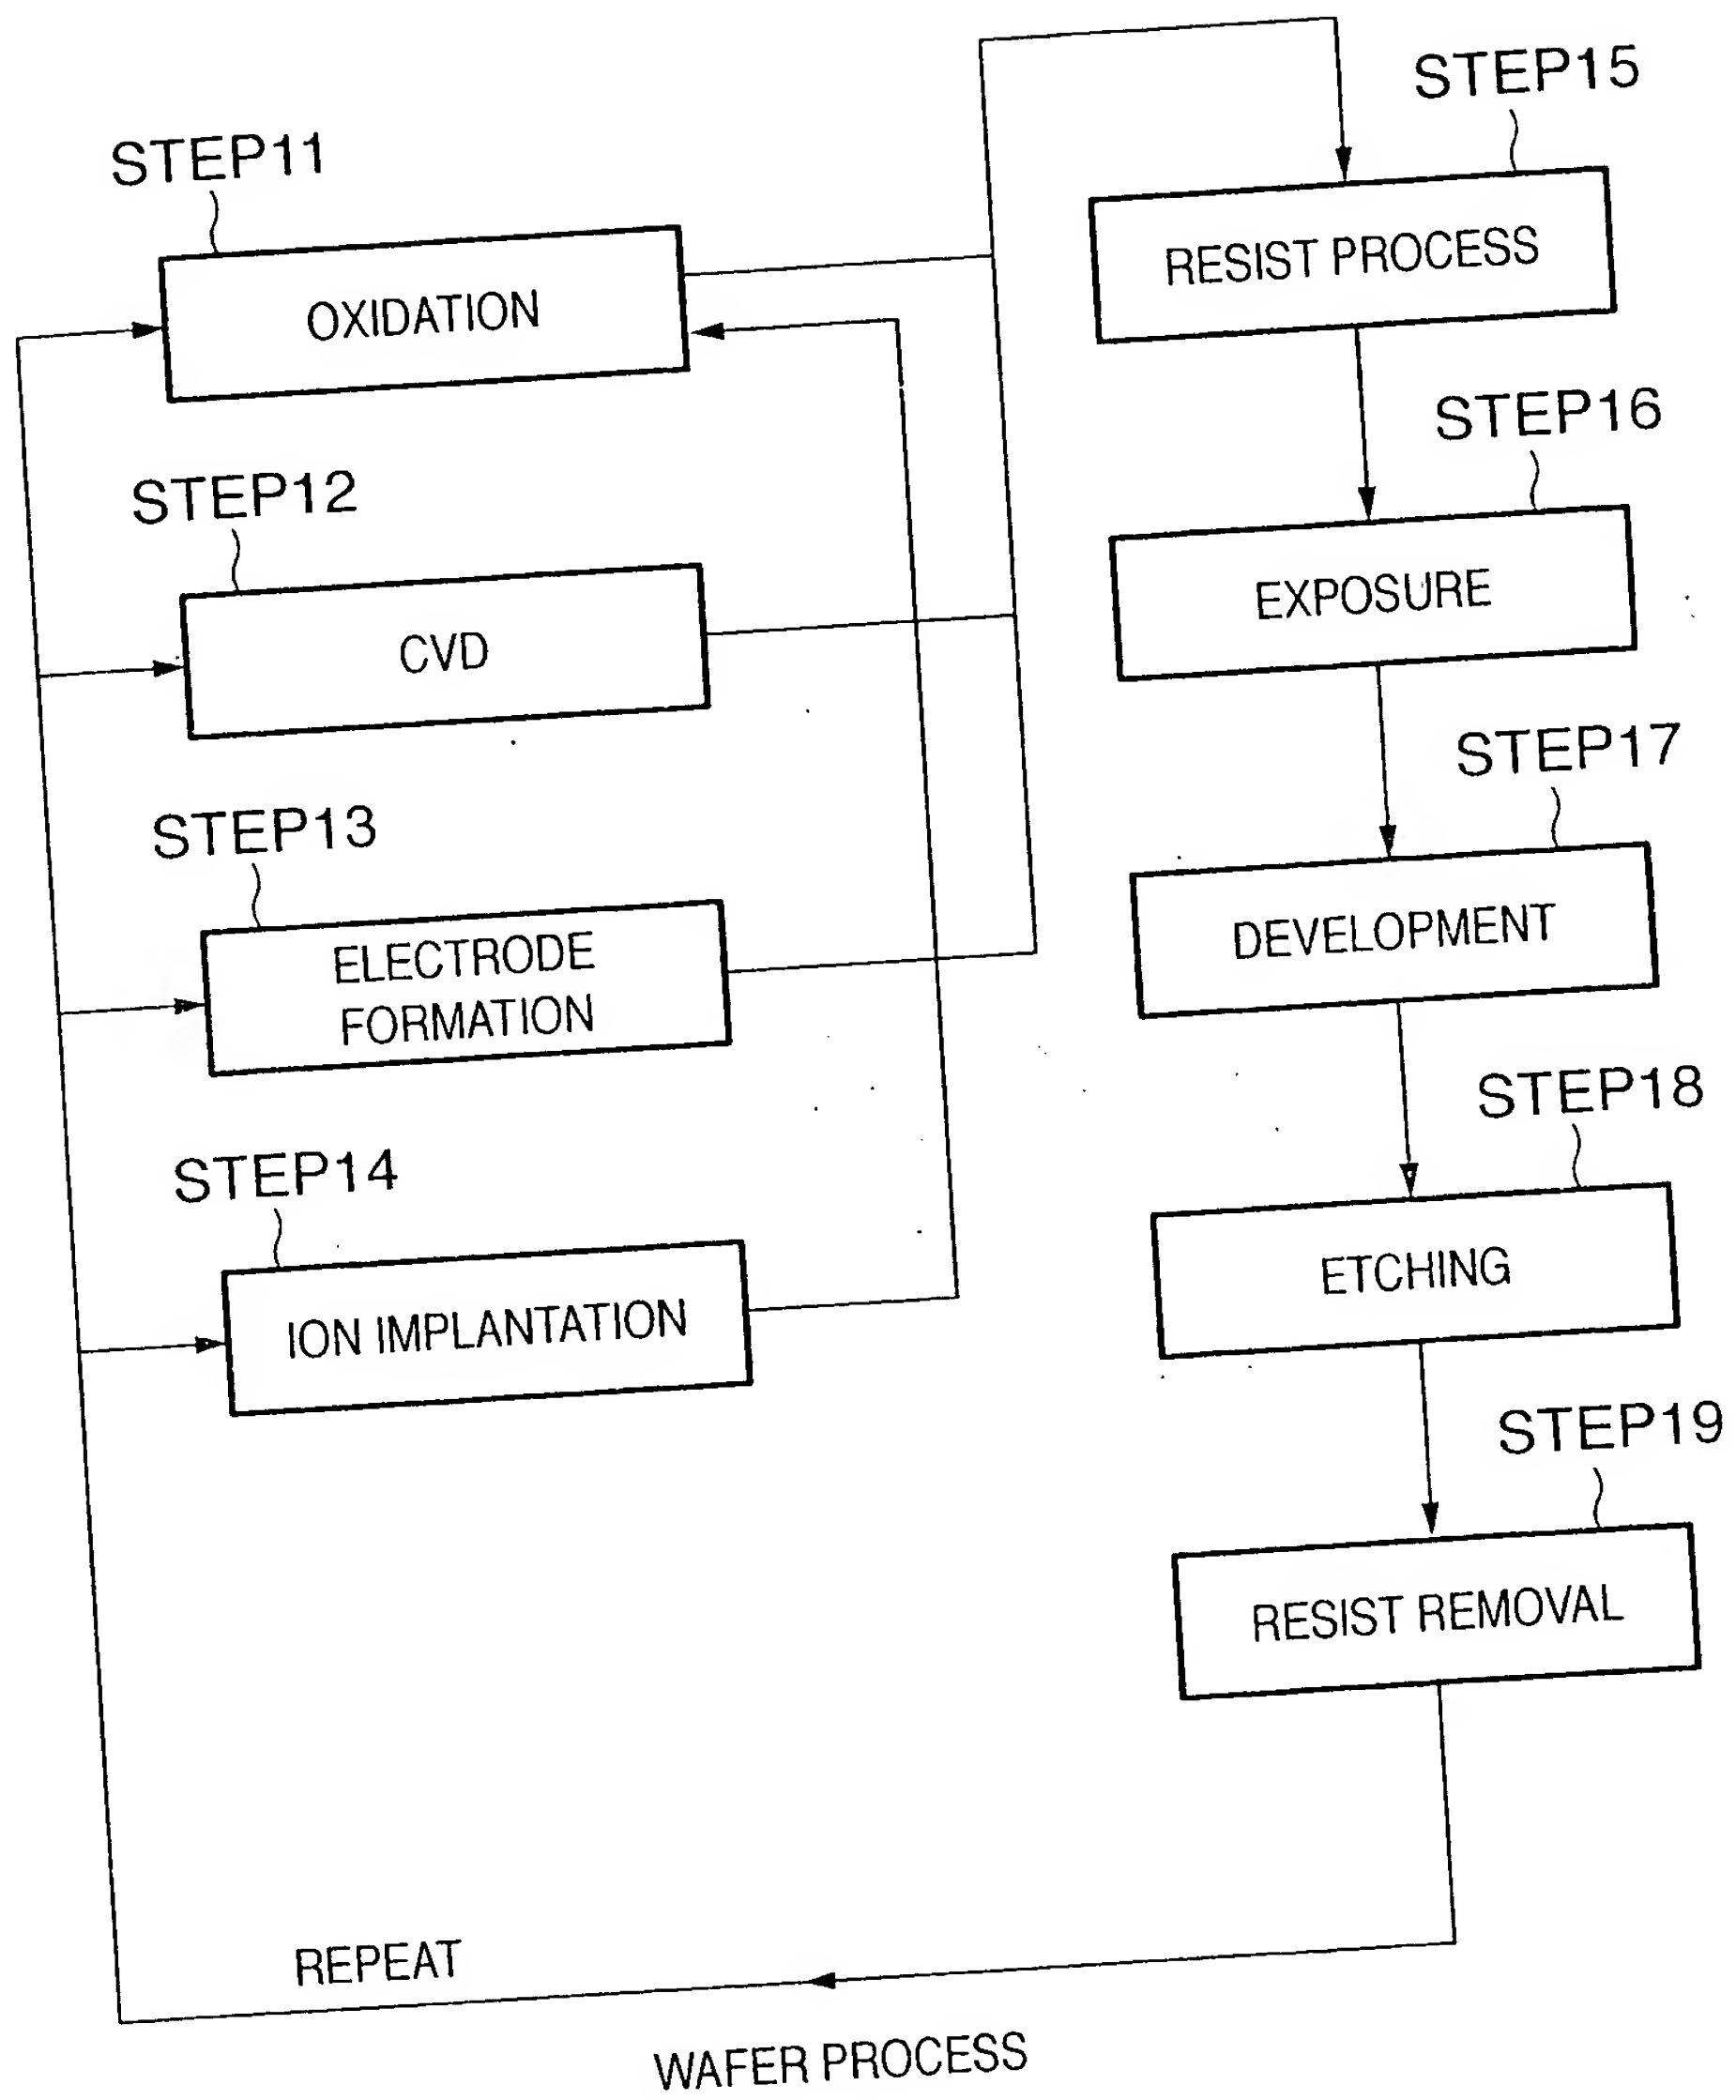 STEP11
OXIDATION
STEP12
CVD
STEP13
ELECTRODE
FORMATION
STEP14
ION IMPLANTATION
STEP15
RESIST PROCESS
STEP16
EXPOSURE
STEP17
DEVELOPMENT
STEP18
ETCHING
STEP19
RESIST REMOVAL
REPEAT
WAFER PROCESS